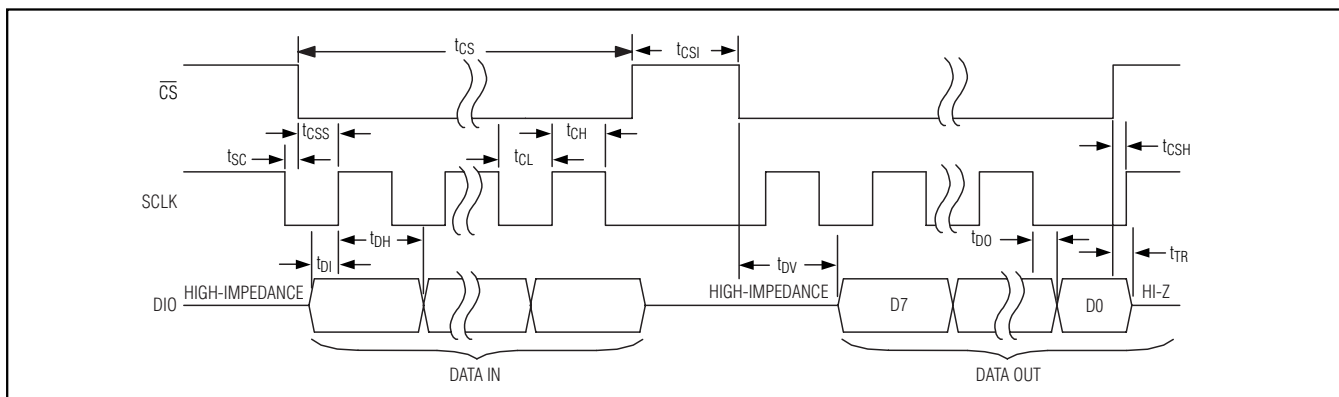 tCS
tCSI
CS
tCSS
tCH
tSC
tCL
tCSH
SCLK
tDH
tDO
tDI
tDV
tTR
HIGH-IMPEDANCE
HIGH-IMPEDANCE
HI-Z
DIO
D7
D0
DATA IN
DATA OUT